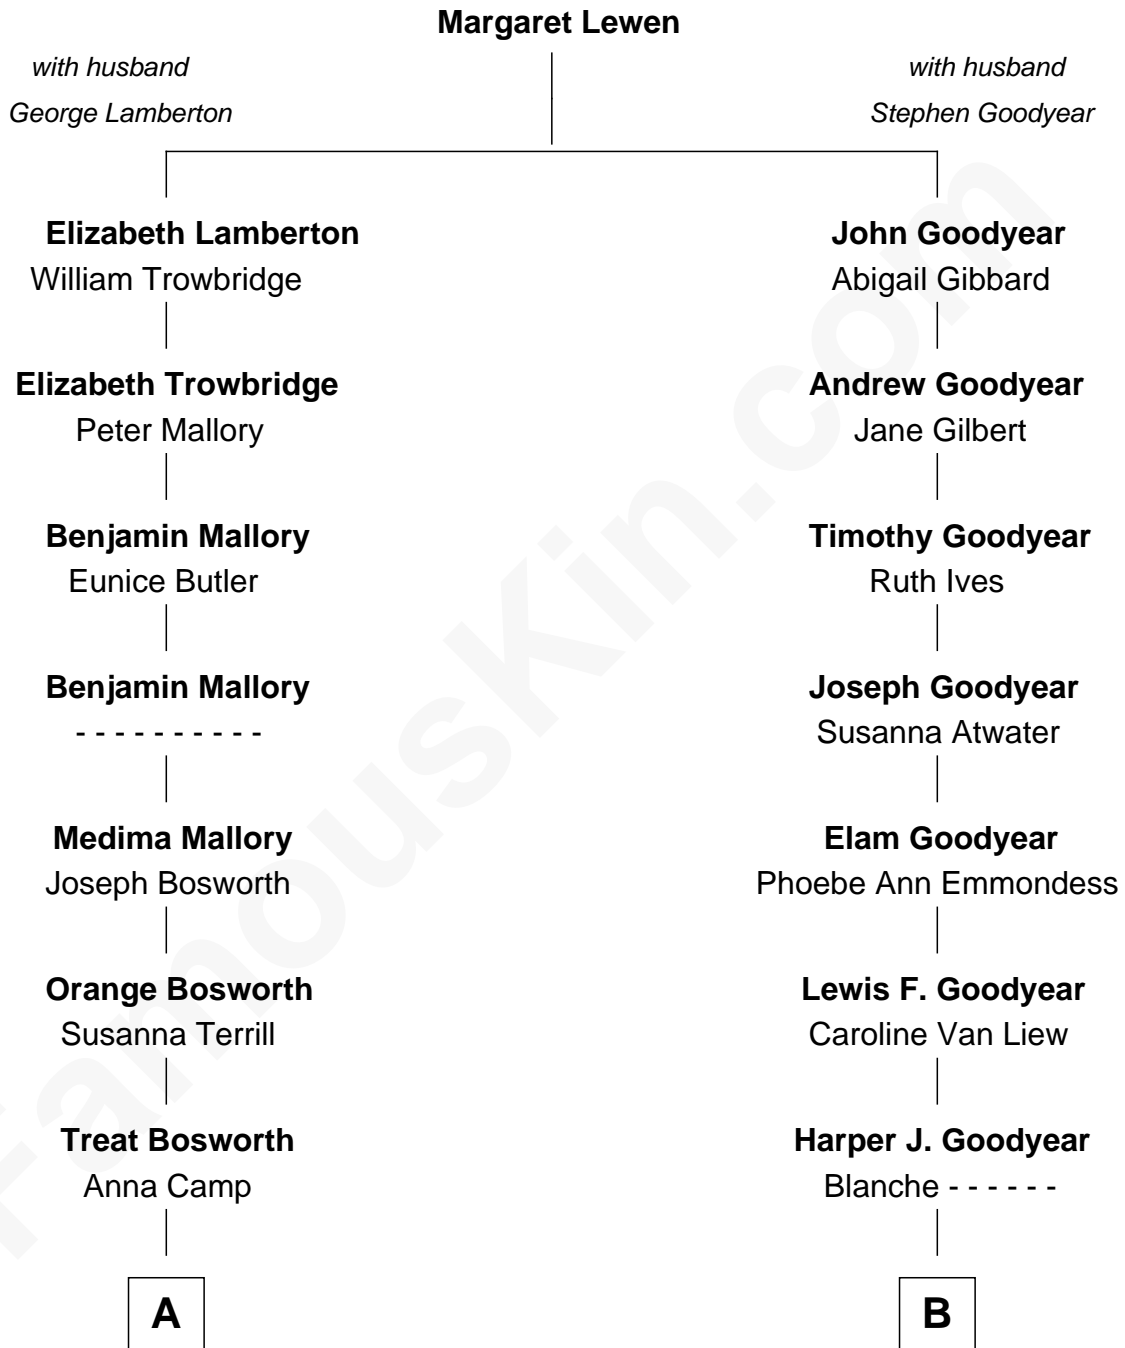 Margaret Lewen
with husband
George Lamberton
with husband
Stephen Goodyear
Elizabeth Lamberton
William Trowbridge
John Goodyear
Abigail Gibbard
Elizabeth Trowbridge
Peter Mallory
Andrew Goodyear
Jane Gilbert
Benjamin Mallory
Eunice Butler
Timothy Goodyear
Ruth Ives
Benjamin Mallory
- - - - - - - - - -
Joseph Goodyear
Susanna Atwater
Medima Mallory
Joseph Bosworth
Elam Goodyear
Phoebe Ann Emmondess
Orange Bosworth
Susanna Terrill
Lewis F. Goodyear
Caroline Van Liew
Treat Bosworth
Anna Camp
Harper J. Goodyear
Blanche - - - - - -
A
B
FamousKin.com